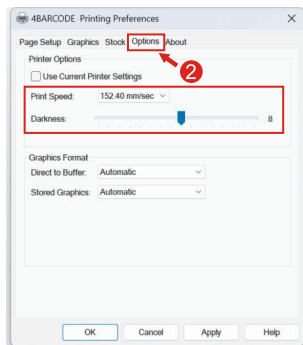 4BARCODE Printing Preferences
Page Setup Graphics Stock Options About
2
Printer Options
Use Current Printer Settings
Print Speed: 152.40 mm/sec
Darkness: 8
Graphics Format
Direct to Buffer: Automatic
Stored Graphics: Automatic
OK Cancel Apply Help